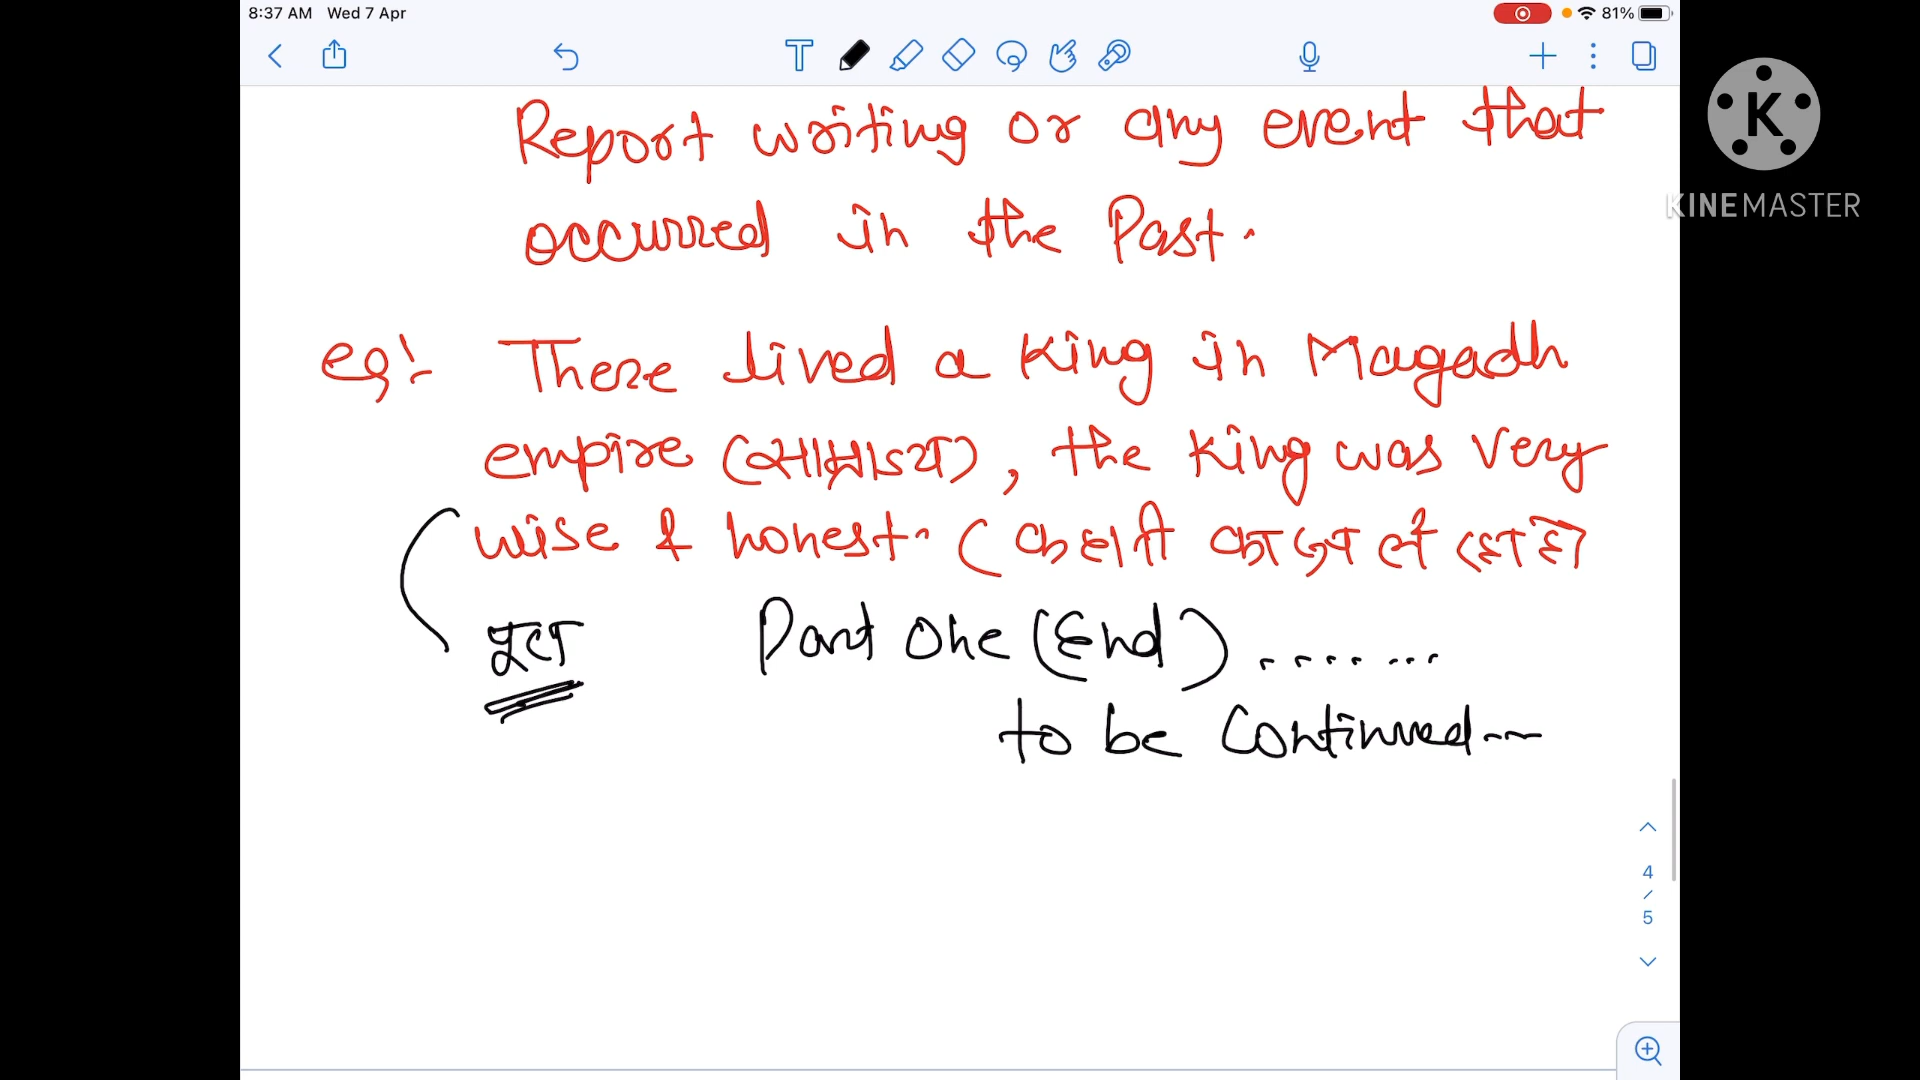 8:37 AM Wed 7 Apr
81%
Report writing or any event that
occurred in the Past.
eg:- There lived a King in Magadh
empire (साम्राज्य), the King was very
wise & honest. (कहानी का
Part One (End) .......
to be Continued---
4
/
5
K
KINEMASTER